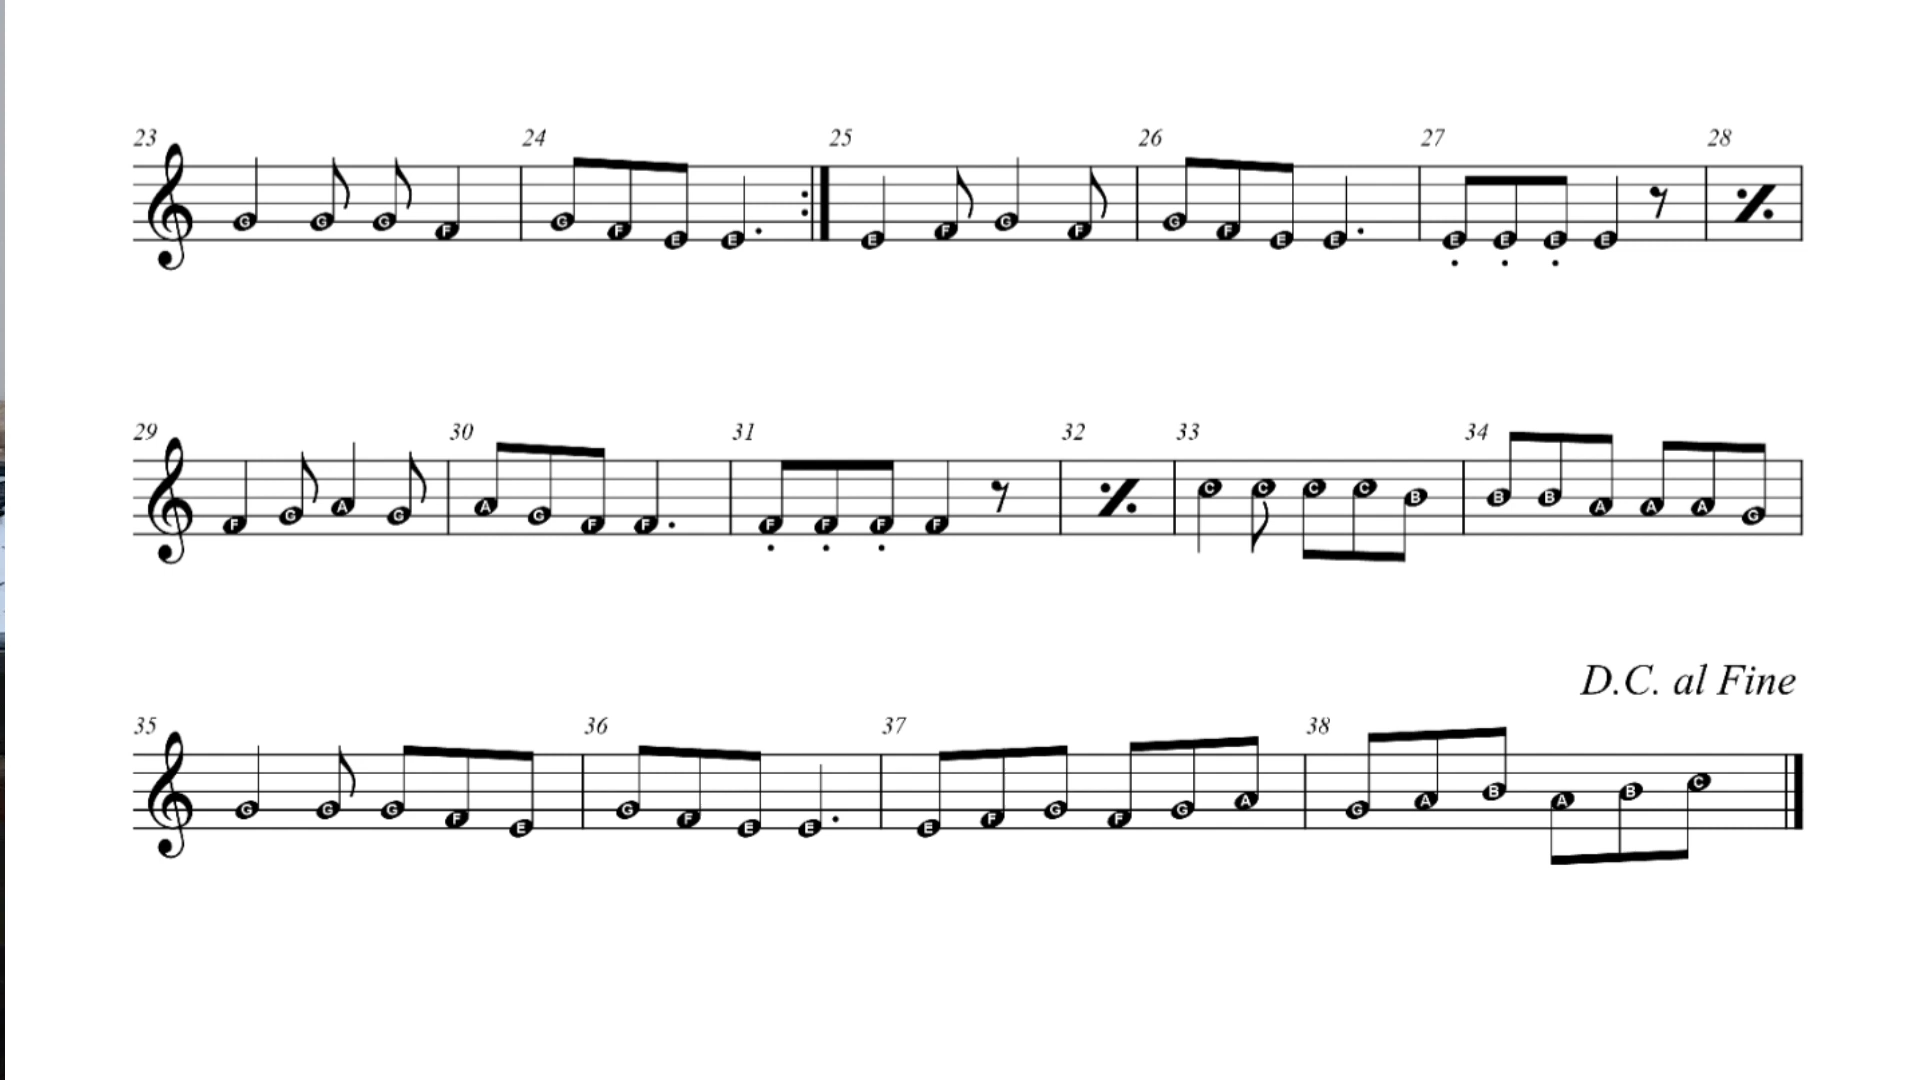 23 24 25 26 27 28
G G G F G F E E E F G F G F E E E E E E
29 30 31 32 33 34
F G A G A G F F F F F F C C C C B B B A A A G
D.C. al Fine
35 36 37 38
G G G F E G F E E E F G F G A G A B A B C